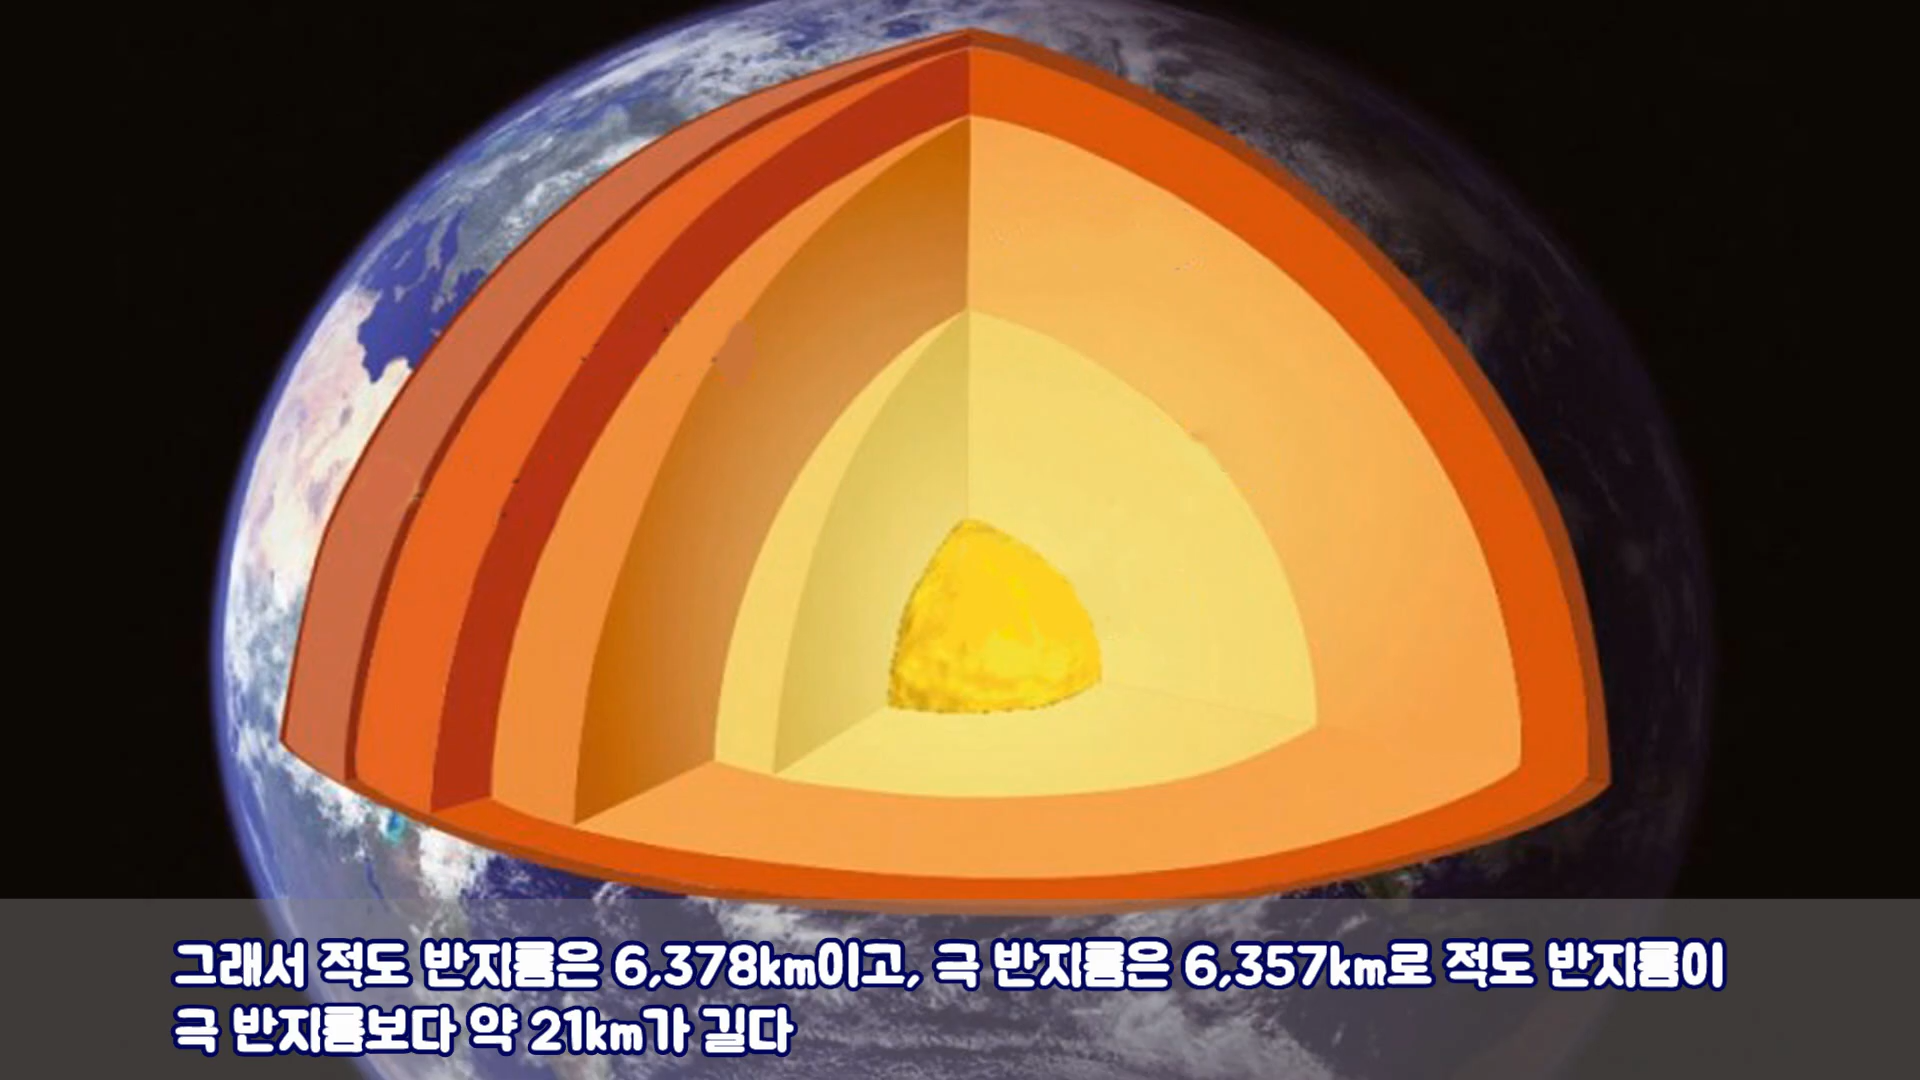 그래서 적도 반지름은 6,378km이고, 극 반지름은 6,357km로 적도 반지름이
극 반지름보다 약 21km가 길다